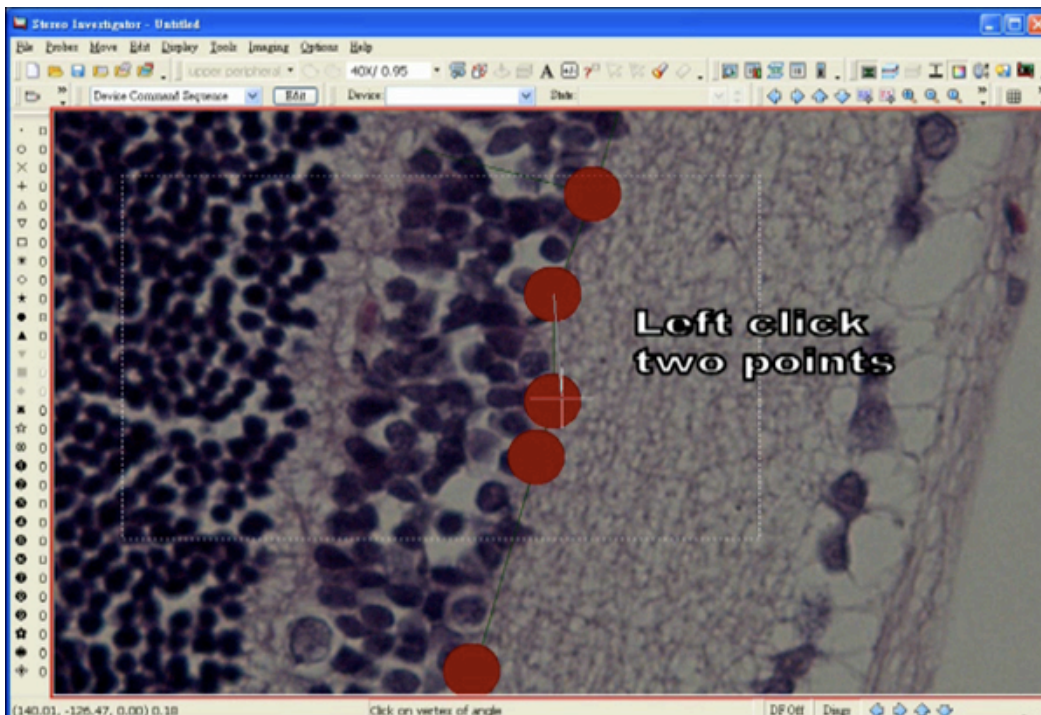 Stereo Investigator - Untitled
File Probes Move Edit Display Tools Imaging Options Help
upper peripheral 40X/ 0.95
Device Command Sequence Edit Device: State:
Left click
two points
(140.01, -126.47, 0.00) 0.18 Click on vertex of angle DF Off Diags